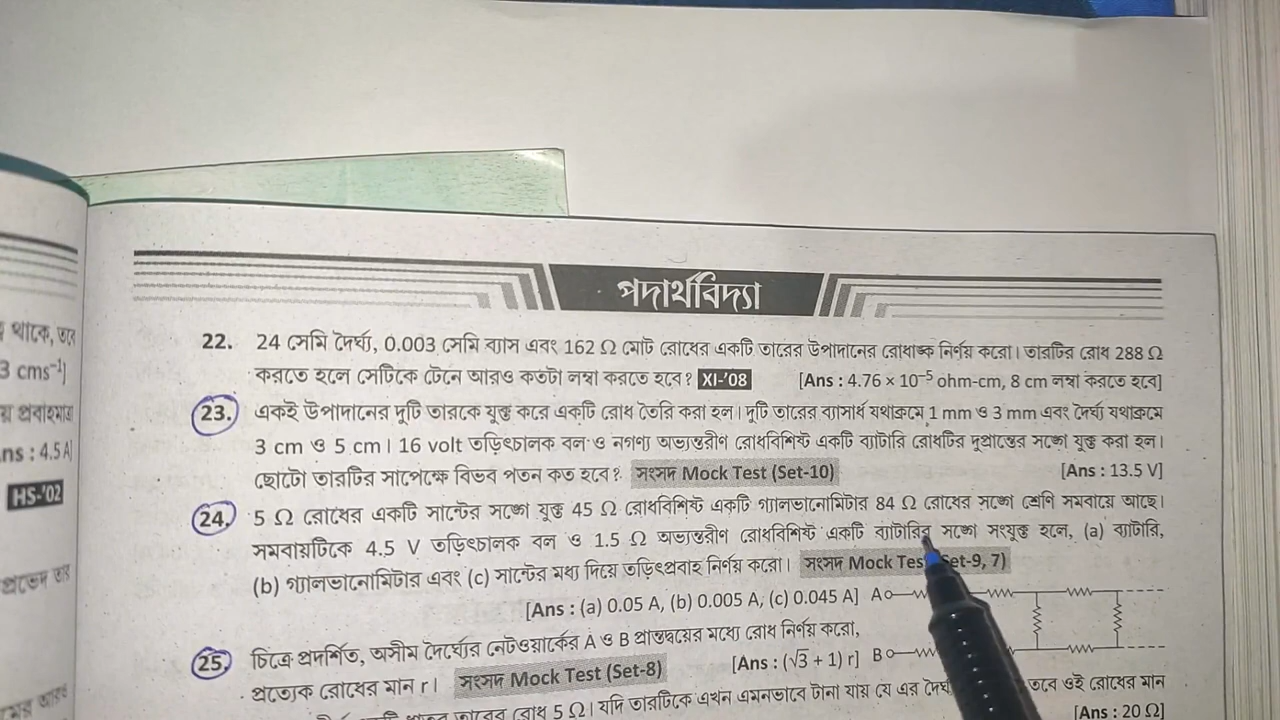 পদার্থবিদ্যা
থাকে, তবে
3 cms⁻¹]
ns : 4.5 A]
HS-'02
22. 24 সেমি দৈর্ঘ্য, 0.003 সেমি ব্যাস এবং 162 Ω মোট রোধের একটি তারের উপাদানের রোধাঙ্ক নির্ণয় করো। তারটির রোধ 288 Ω
করতে হলে সেটিকে টেনে আরও কতটা লম্বা করতে হবে? XI-'08 [Ans : 4.76 × 10⁻⁵ ohm-cm, 8 cm লম্বা করতে হবে]
23. একই উপাদানের দুটি তারকে যুক্ত করে একটি রোধ তৈরি করা হল। দুটি তারের ব্যাসার্ধ যথাক্রমে 1 mm ও 3 mm এবং দৈর্ঘ্য যথাক্রমে
3 cm ও 5 cm। 16 volt তড়িৎচালক বল ও নগণ্য অভ্যন্তরীণ রোধবিশিষ্ট একটি ব্যাটারি রোধটির দুপ্রান্তের সঙ্গে যুক্ত করা হল।
ছোটো তারটির সাপেক্ষে বিভব পতন কত হবে? সংসদ Mock Test (Set-10) [Ans : 13.5 V]
24. 5 Ω রোধের একটি সান্টের সঙ্গে যুক্ত 45 Ω রোধবিশিষ্ট একটি গ্যালভানোমিটার 84 Ω রোধের সঙ্গে শ্রেণি সমবায়ে আছে।
সমবায়টিকে 4.5 V তড়িৎচালক বল ও 1.5 Ω অভ্যন্তরীণ রোধবিশিষ্ট একটি ব্যাটারির সঙ্গে সংযুক্ত হলে, (a) ব্যাটারি,
(b) গ্যালভানোমিটার এবং (c) সান্টের মধ্য দিয়ে তড়িৎপ্রবাহ নির্ণয় করো। সংসদ Mock Test (Set-9, 7)
[Ans : (a) 0.05 A, (b) 0.005 A, (c) 0.045 A] A
25. চিত্রে প্রদর্শিত, অসীম দৈর্ঘ্যের নেটওয়ার্কের A ও B প্রান্তদ্বয়ের মধ্যে রোধ নির্ণয় করো,
প্রত্যেক রোধের মান r। সংসদ Mock Test (Set-8) [Ans : (√3 + 1) r] B
তারের রোধ 5 Ω। যদি তারটিকে এখন এমনভাবে টানা যায় যে এর দৈর্ঘ্য তবে ওই রোধের মান
[Ans : 20 Ω]